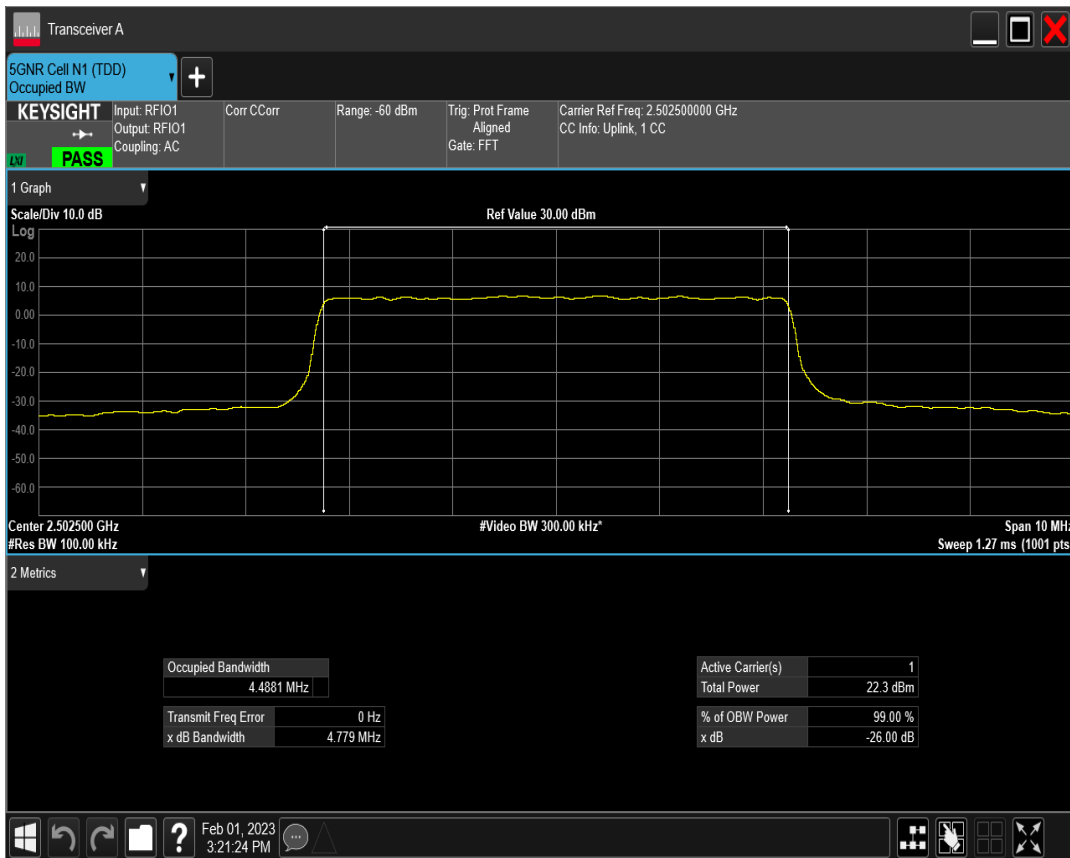 Transceiver A
5GNR Cell N1 (TDD)
Occupied BW
KEYSIGHT
LXI
PASS
Input: RFIO1
Output: RFIO1
Coupling: AC
Corr CCorr
Range: -60 dBm
Trig: Prot Frame
Aligned
Gate: FFT
Carrier Ref Freq: 2.502500000 GHz
CC Info: Uplink, 1 CC
1 Graph
Scale/Div 10.0 dB
Ref Value 30.00 dBm
Log
20.0
10.0
0.00
-10.0
-20.0
-30.0
-40.0
-50.0
-60.0
Center 2.502500 GHz
#Video BW 300.00 kHz*
Span 10 MHz
#Res BW 100.00 kHz
Sweep 1.27 ms (1001 pts
2 Metrics
Occupied Bandwidth
4.4881 MHz
Transmit Freq Error 0 Hz
x dB Bandwidth 4.779 MHz
Active Carrier(s) 1
Total Power 22.3 dBm
% of OBW Power 99.00 %
x dB -26.00 dB
?
Feb 01, 2023
3:21:24 PM